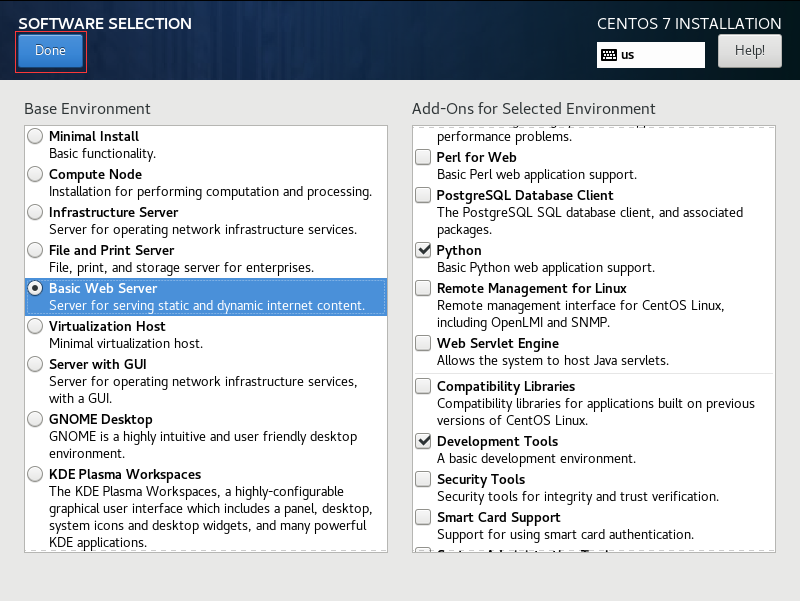 SOFTWARE SELECTION
CENTOS 7 INSTALLATION
Done
us
Help!
Base Environment
Minimal Install
Basic functionality.
Compute Node
Installation for performing computation and processing.
Infrastructure Server
Server for operating network infrastructure services.
File and Print Server
File, print, and storage server for enterprises.
Basic Web Server
Server for serving static and dynamic internet content.
Virtualization Host
Minimal virtualization host.
Server with GUI
Server for operating network infrastructure services,
with a GUI.
GNOME Desktop
GNOME is a highly intuitive and user friendly desktop
environment.
KDE Plasma Workspaces
The KDE Plasma Workspaces, a highly-configurable
graphical user interface which includes a panel, desktop,
system icons and desktop widgets, and many powerful
KDE applications.
Add-Ons for Selected Environment
performance problems.
Perl for Web
Basic Perl web application support.
PostgreSQL Database Client
The PostgreSQL SQL database client, and associated
packages.
Python
Basic Python web application support.
Remote Management for Linux
Remote management interface for CentOS Linux,
including OpenLMI and SNMP.
Web Servlet Engine
Allows the system to host Java servlets.
Compatibility Libraries
Compatibility libraries for applications built on previous
versions of CentOS Linux.
Development Tools
A basic development environment.
Security Tools
Security tools for integrity and trust verification.
Smart Card Support
Support for using smart card authentication.